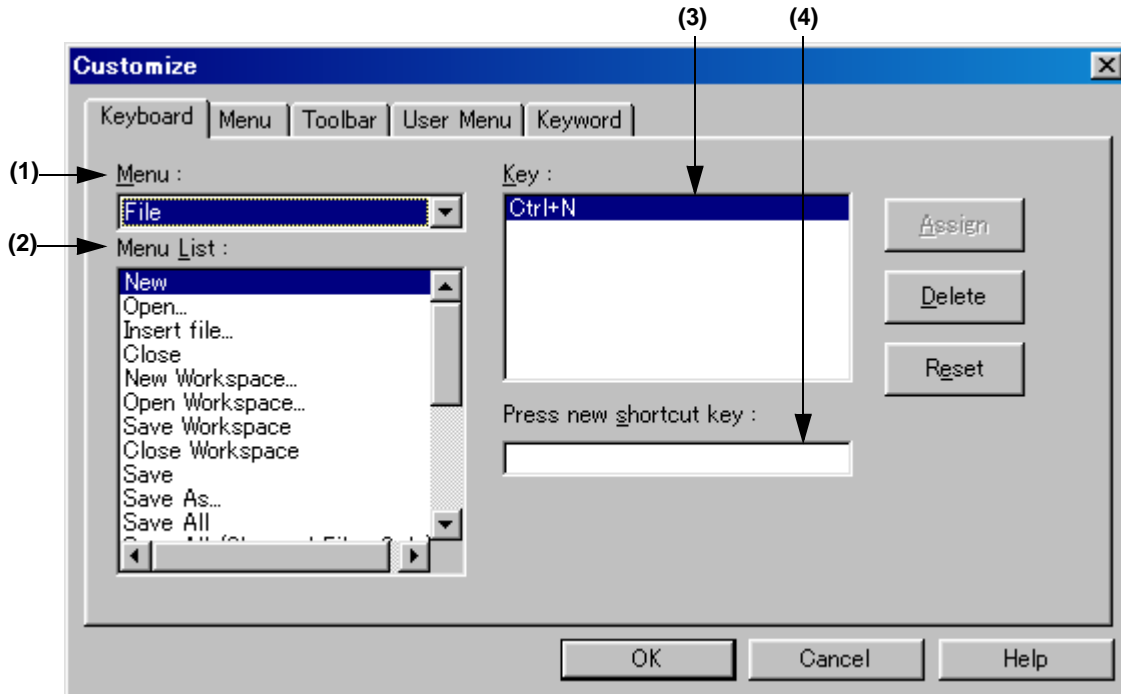 (3) (4)
Customize
Keyboard Menu Toolbar User Menu Keyword
(1) Menu :
File
(2) Menu List :
New
Open...
Insert file...
Close
New Workspace...
Open Workspace...
Save Workspace
Close Workspace
Save
Save As...
Save All
Key :
Ctrl+N
Press new shortcut key :
Assign
Delete
Reset
OK Cancel Help